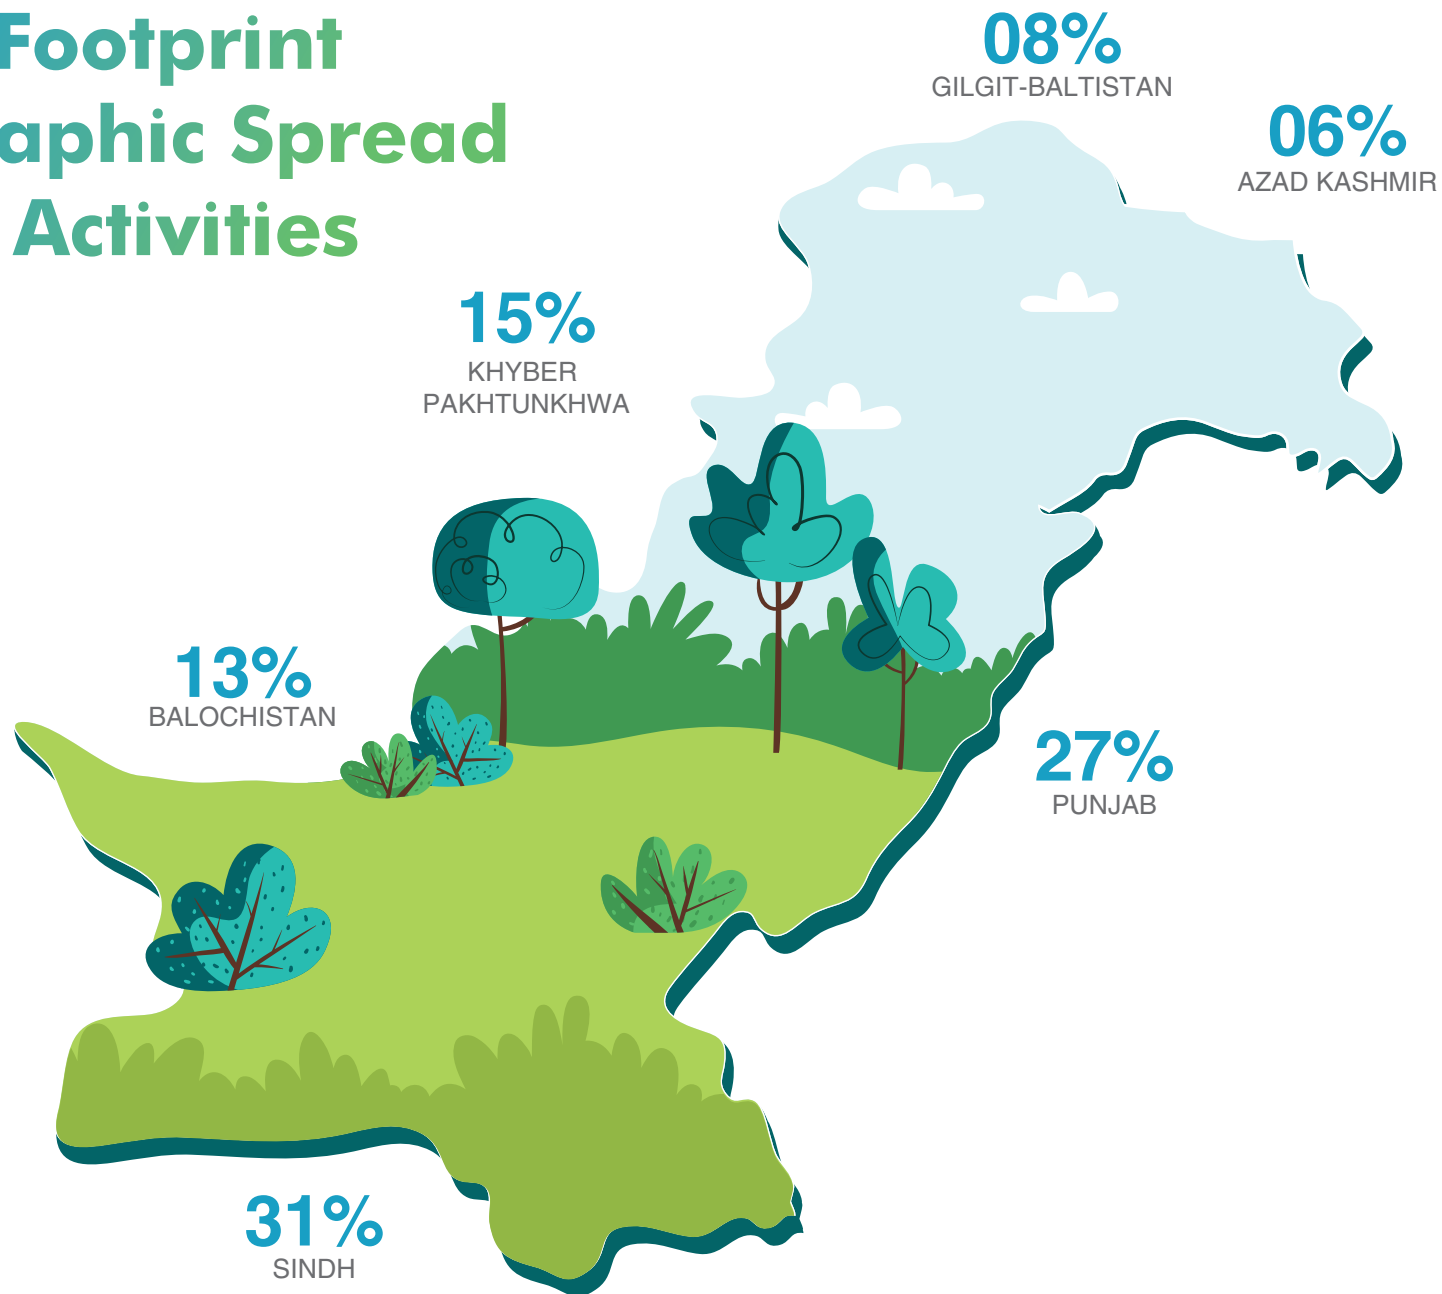 Footprint
aphic Spread
Activities
08%
GILGIT-BALTISTAN
06%
AZAD KASHMIR
15%
KHYBER
PAKHTUNKHWA
13%
BALOCHISTAN
27%
PUNJAB
31%
SINDH